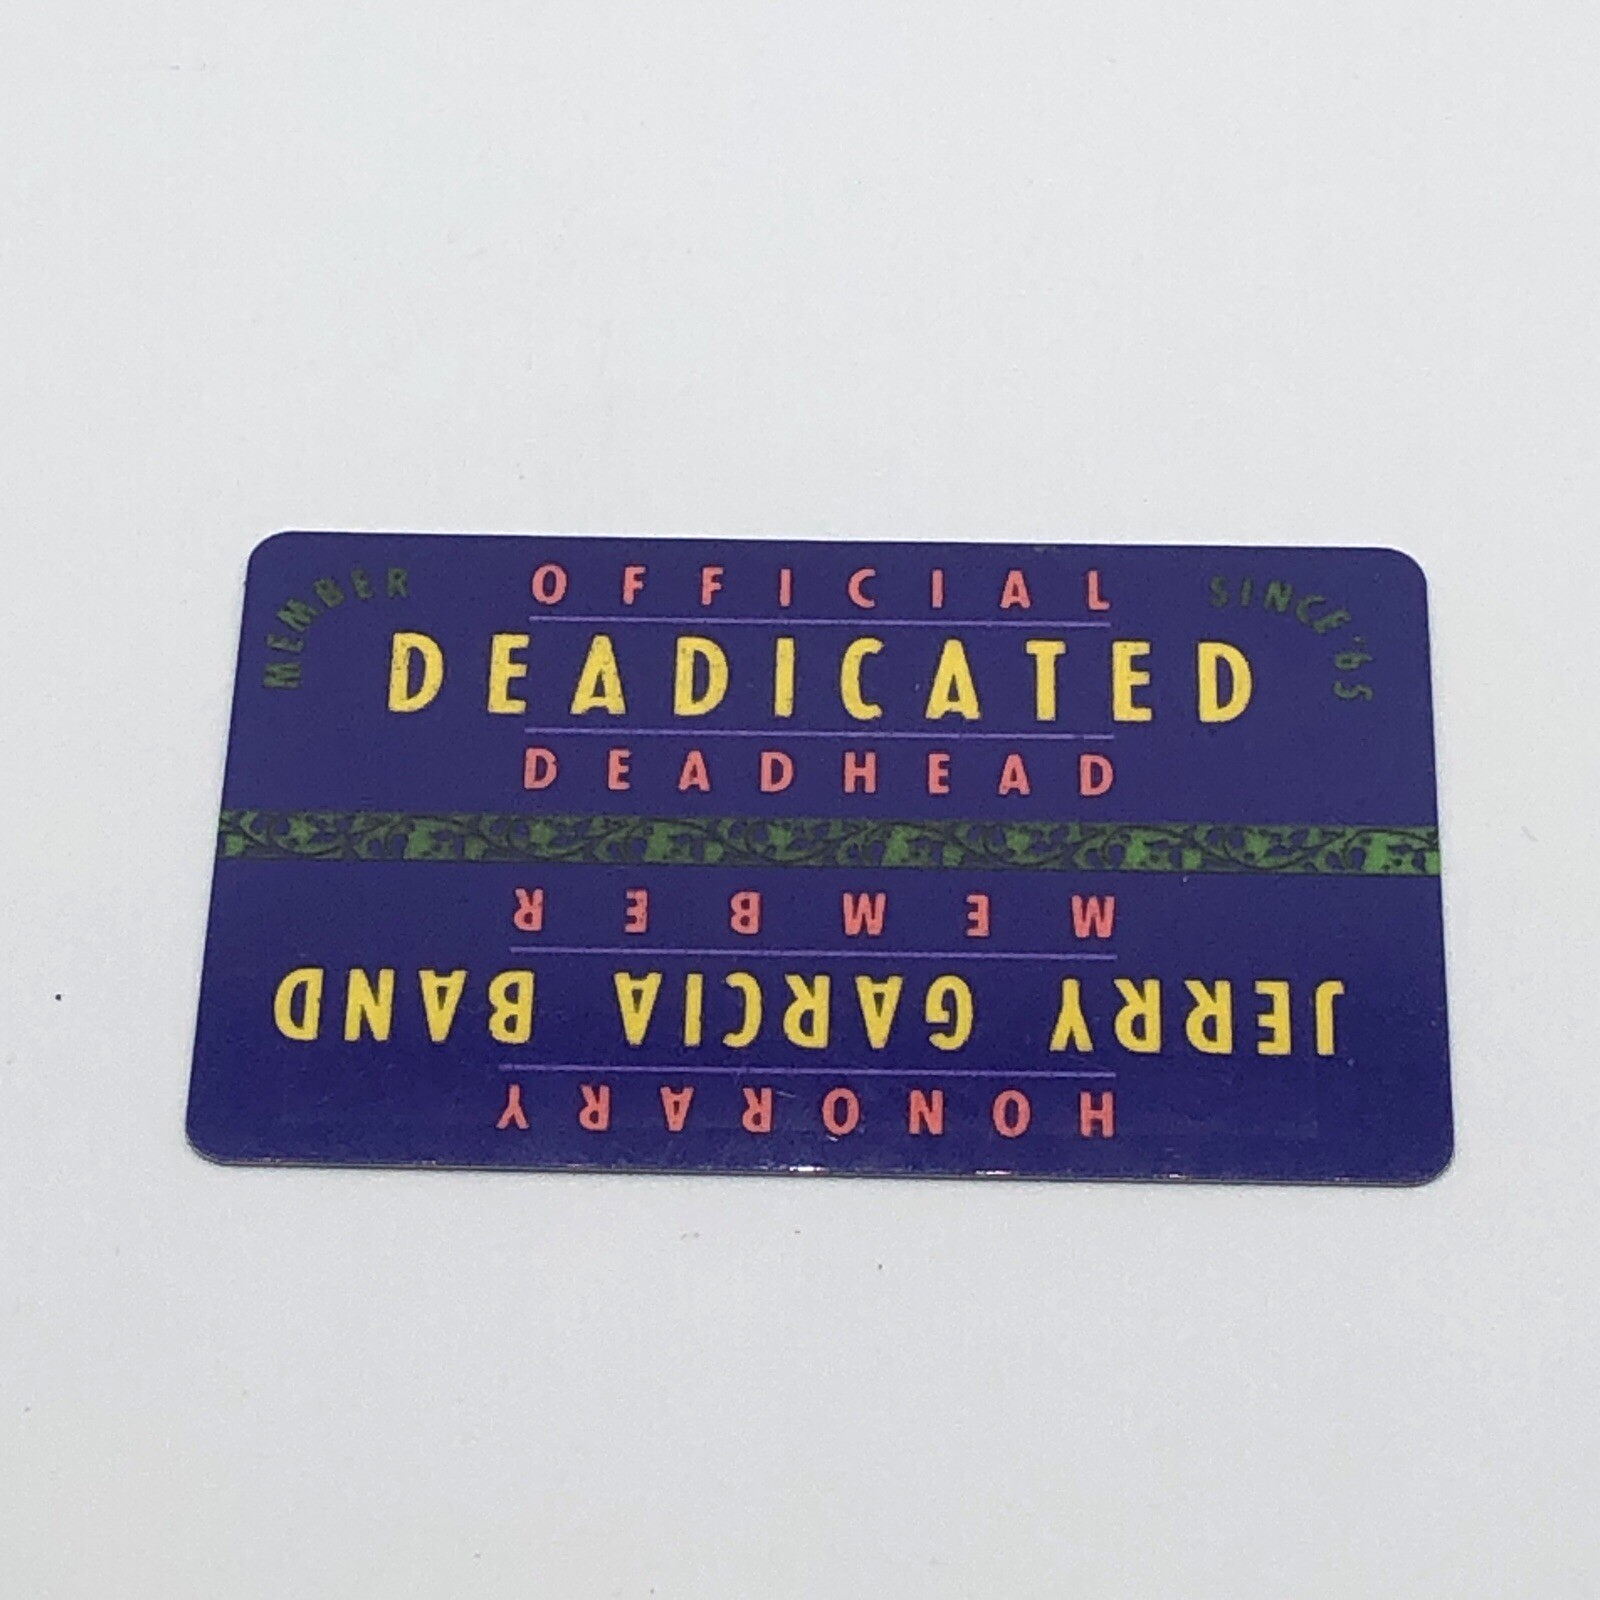 MEMBER
SINCE '65
OFFICIAL
DEADICATED
DEADHEAD
HONORARY
JERRY GARCIA BAND
MEMBER